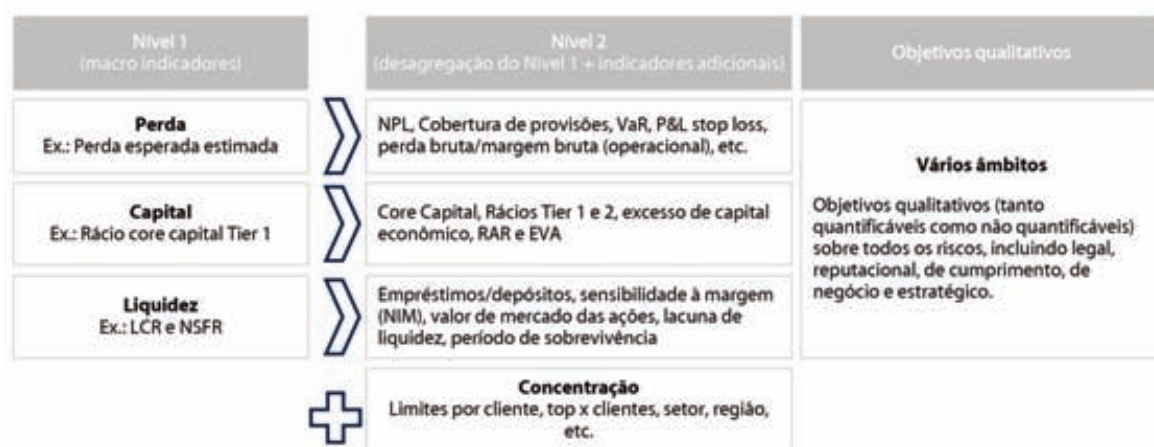 Nível 1
(macro indicadores)
Nível 2
(desagregação do Nível 1 + indicadores adicionais)
Objetivos qualitativos
Perda
Ex.: Perda esperada estimada
NPL, Cobertura de provisões, VaR, P&L stop loss,
perda bruta/margem bruta (operacional), etc.
Capital
Ex.: Rácio core capital Tier 1
Core Capital, Rácios Tier 1 e 2, excesso de capital
econômico, RAR e EVA
Liquidez
Ex.: LCR e NSFR
Empréstimos/depósitos, sensibilidade à margem
(NIM), valor de mercado das ações, lacuna de
liquidez, período de sobrevivência
Concentração
Limites por cliente, top x clientes, setor, região,
etc.
Vários âmbitos
Objetivos qualitativos (tanto
quantificáveis como não quantificáveis)
sobre todos os riscos, incluindo legal,
reputacional, de cumprimento, de
negócio e estratégico.